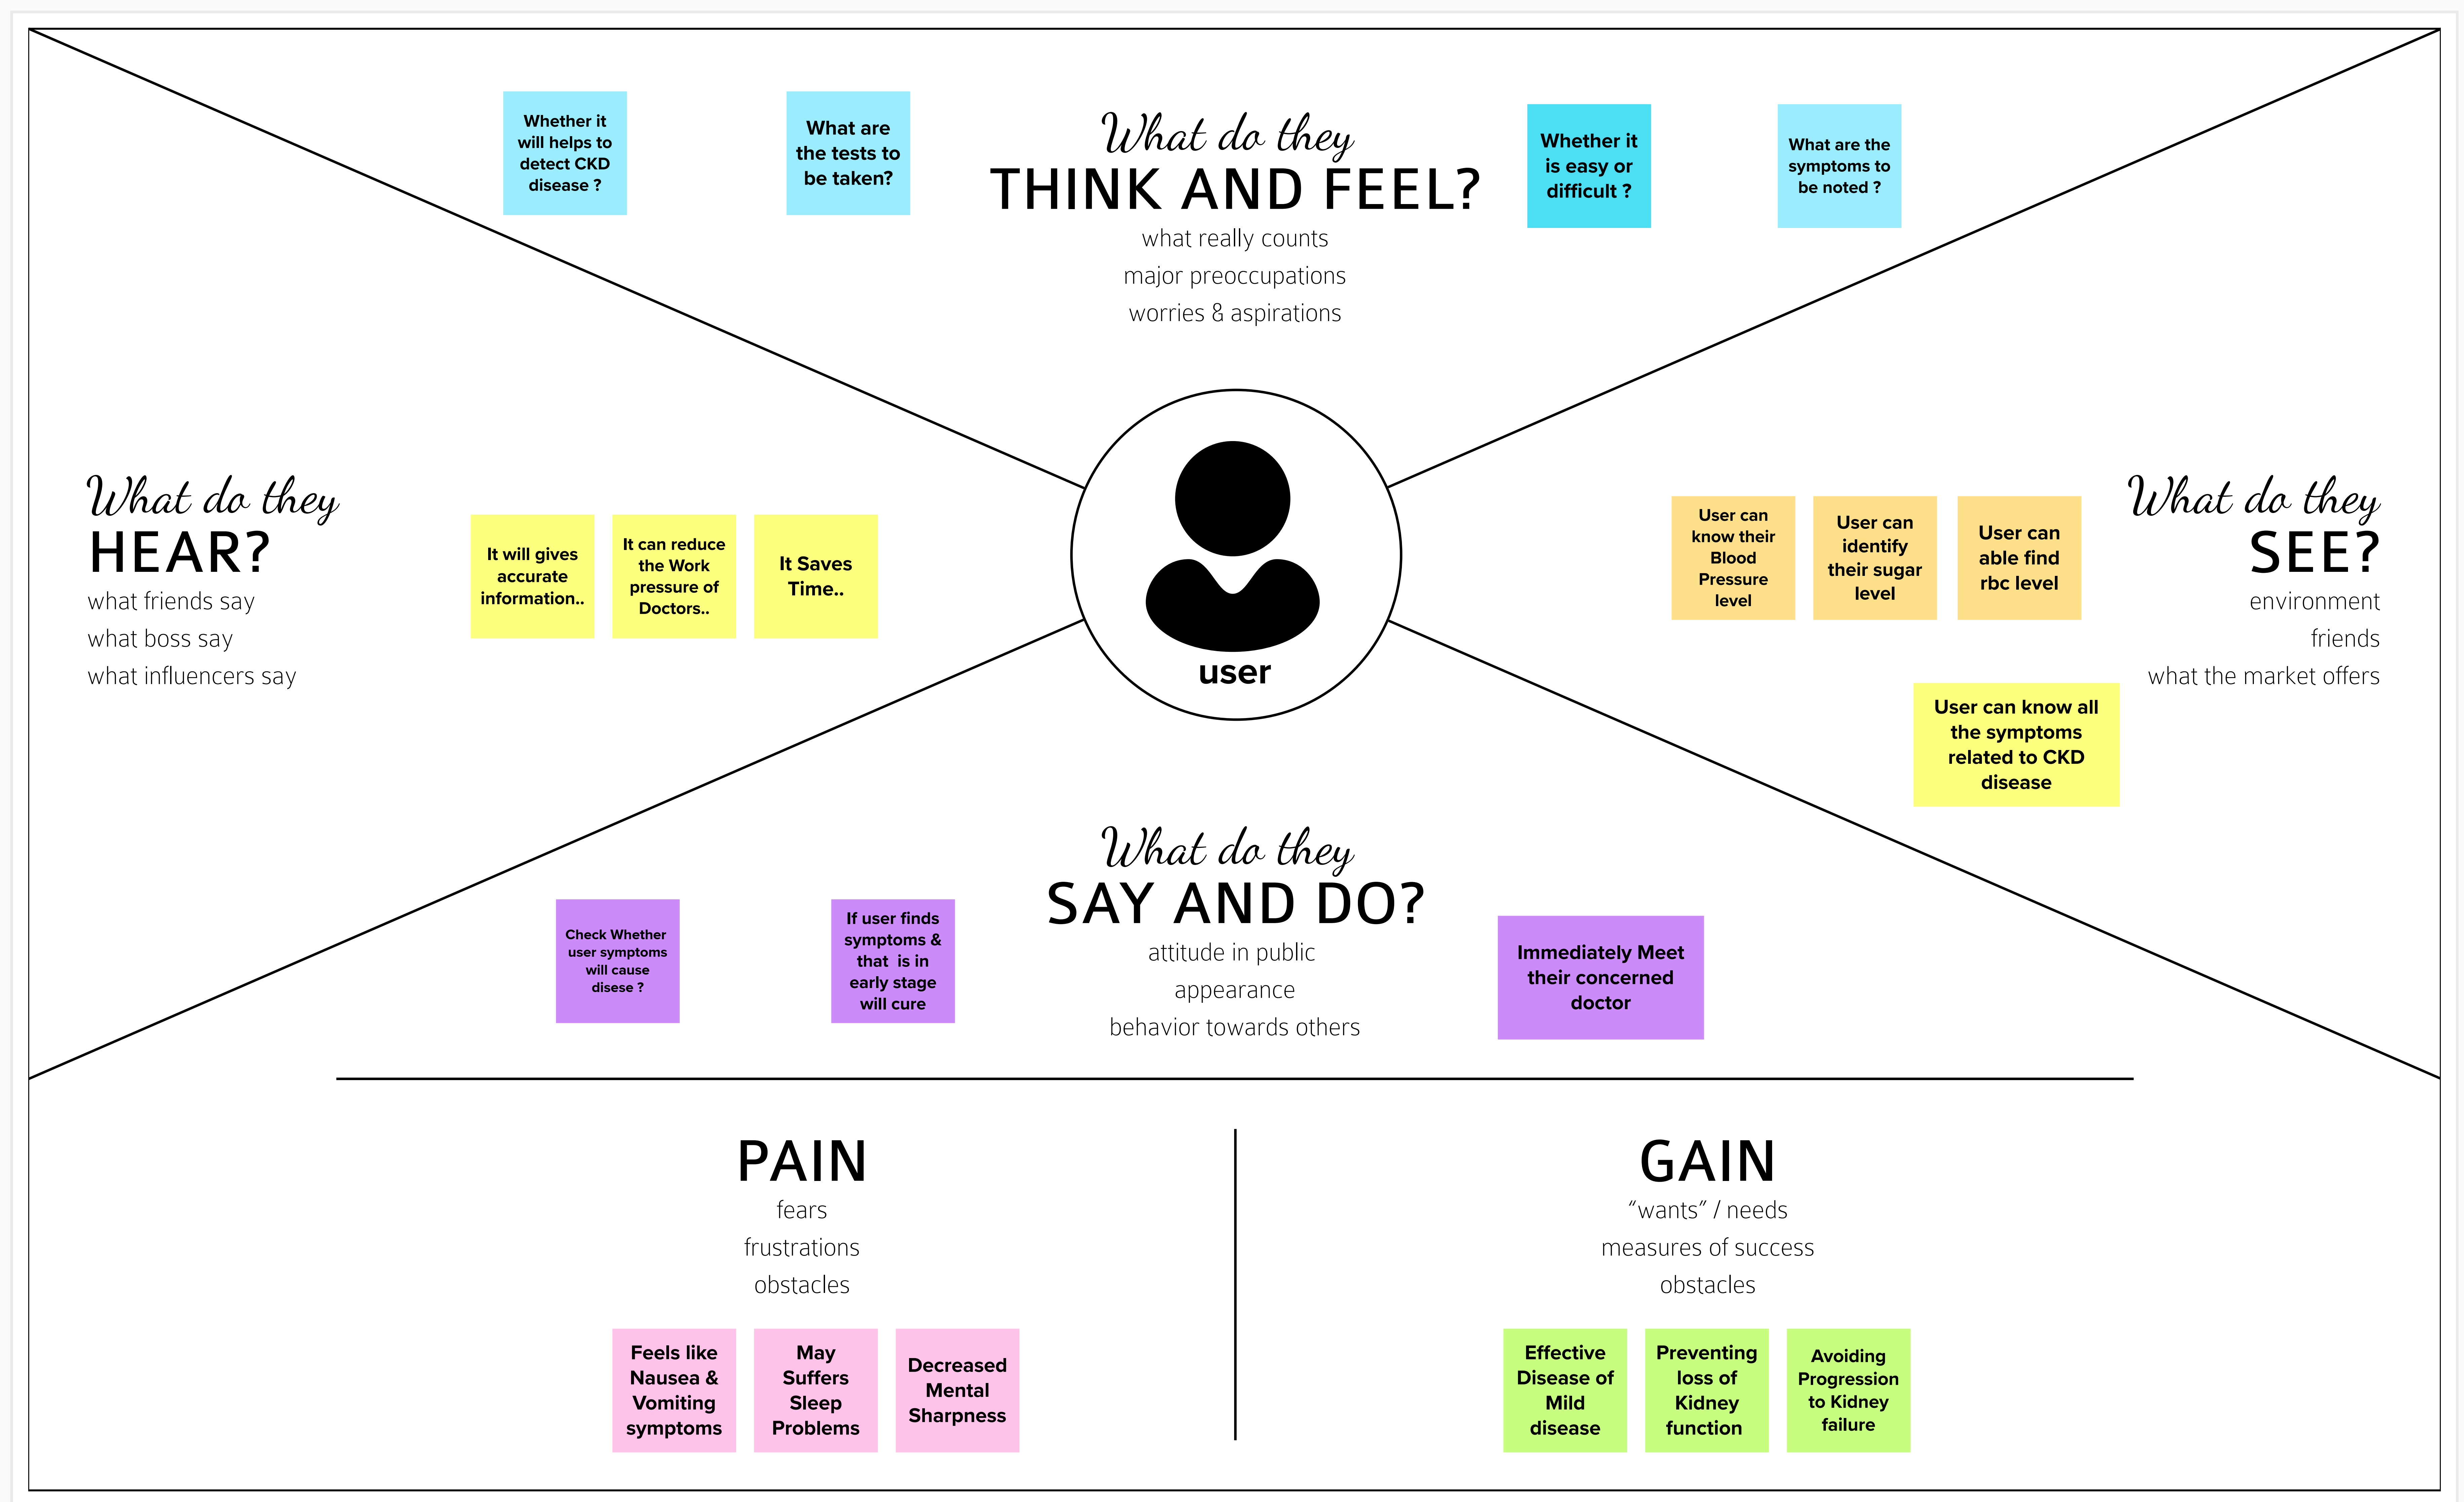 Whether it
will helps to
detect CKD
disease ?
What are
the tests to
be taken?
What do they
THINK AND FEEL?
what really counts
major preoccupations
worries & aspirations
Whether it
is easy or
difficult ?
What are the
symptoms to
be noted ?
What do they
HEAR?
what friends say
what boss say
what influencers say
It will gives
accurate
information..
It can reduce
the Work
pressure of
Doctors..
It Saves
Time..
user
User can
know their
Blood
Pressure
level
User can
identify
their sugar
level
User can
able find
rbc level
What do they
SEE?
environment
friends
what the market offers
User can know all
the symptoms
related to CKD
disease
What do they
SAY AND DO?
attitude in public
appearance
behavior towards others
Check Whether
user symptoms
will cause
disese ?
If user finds
symptoms &
that is in
early stage
will cure
Immediately Meet
their concerned
doctor
PAIN
fears
frustrations
obstacles
Feels like
Nausea &
Vomiting
symptoms
May
Suffers
Sleep
Problems
Decreased
Mental
Sharpness
GAIN
“wants” / needs
measures of success
obstacles
Effective
Disease of
Mild
disease
Preventing
loss of
Kidney
function
Avoiding
Progression
to Kidney
failure